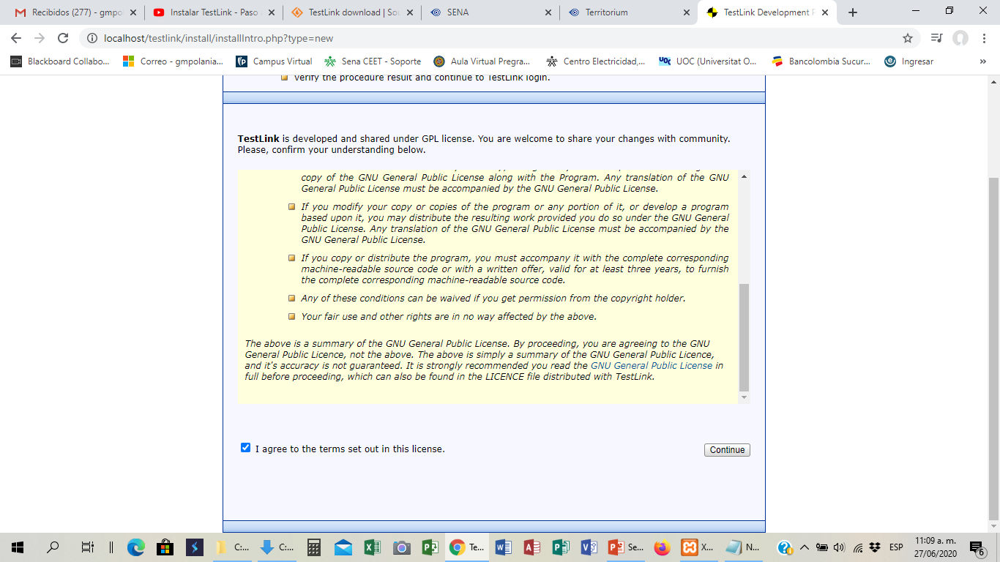 Recibidos (277) - gmpol
Instalar TestLink - Paso
TestLink download | So
SENA
Territorium
TestLink Development P
localhost/testlink/install/installIntro.php?type=new
Blackboard Collabo...
Correo - gmpolania...
Campus Virtual
Sena CEET - Soporte
Aula Virtual Pregra...
Centro Electricidad,...
UOC (Universitat O...
Bancolombia Sucur...
Ingresar
»
Verify the procedure result and continue to TestLink login.
TestLink is developed and shared under GPL license. You are welcome to share your changes with community.
Please, confirm your understanding below.
copy of the GNU General Public License along with the Program. Any translation of the GNU
General Public License must be accompanied by the GNU General Public License.
If you modify your copy or copies of the program or any portion of it, or develop a program
based upon it, you may distribute the resulting work provided you do so under the GNU General
Public License. Any translation of the GNU General Public License must be accompanied by the
GNU General Public License.
If you copy or distribute the program, you must accompany it with the complete corresponding
machine-readable source code or with a written offer, valid for at least three years, to furnish
the complete corresponding machine-readable source code.
Any of these conditions can be waived if you get permission from the copyright holder.
Your fair use and other rights are in no way affected by the above.
The above is a summary of the GNU General Public License. By proceeding, you are agreeing to the GNU
General Public Licence, not the above. The above is simply a summary of the GNU General Public Licence,
and it's accuracy is not guaranteed. It is strongly recommended you read the GNU General Public License in
full before proceeding, which can also be found in the LICENCE file distributed with TestLink.
I agree to the terms set out in this license.
Continue
C:...
C:...
Te...
Se...
X...
N...
ESP
11:09 a. m.
27/06/2020
6